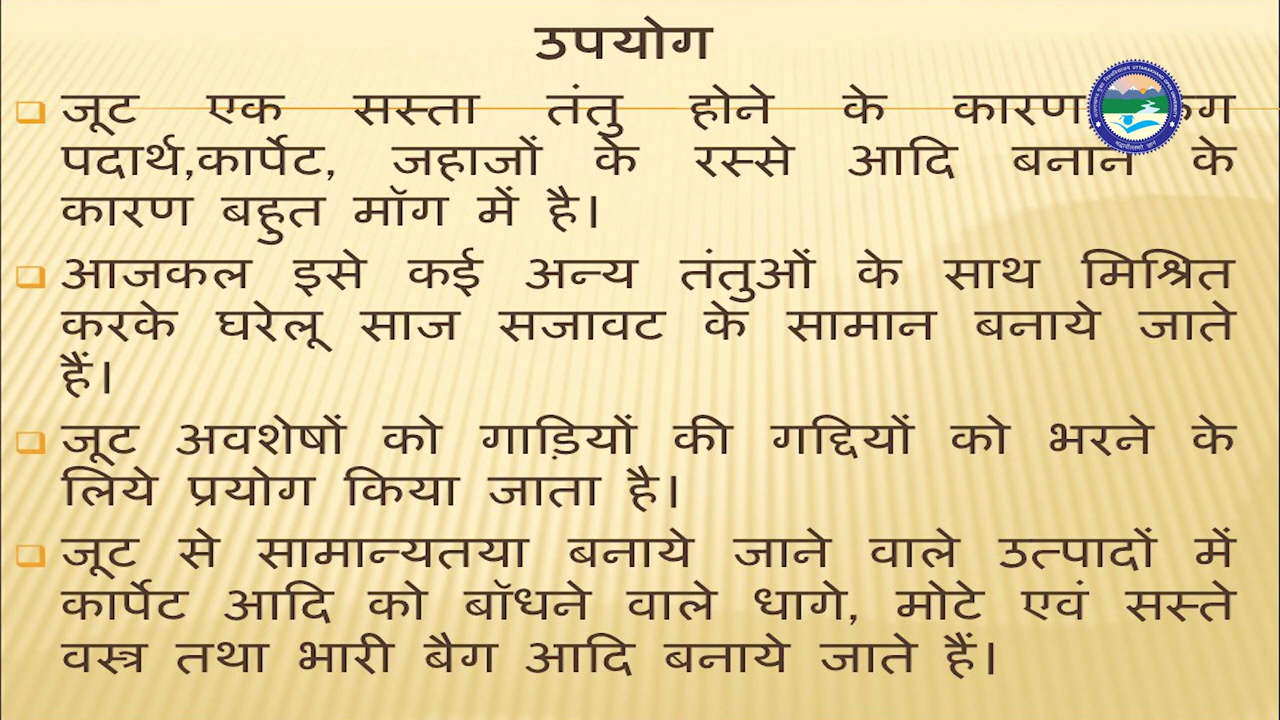 उपयोग
जूट एक सस्ता तंतु होने के कारण
पदार्थ,कार्पेट, जहाजों के रस्से आदि बनाने के
कारण बहुत मॉग में है।
आजकल इसे कई अन्य तंतुओं के साथ मिश्रित
करके घरेलू साज सजावट के सामान बनाये जाते
हैं।
जूट अवशेषों को गाड़ियों की गद्दियों को भरने के
लिये प्रयोग किया जाता है।
जूट से सामान्यतया बनाये जाने वाले उत्पादों में
कार्पेट आदि को बॉधने वाले धागे, मोटे एवं सस्ते
वस्त्र तथा भारी बैग आदि बनाये जाते हैं।